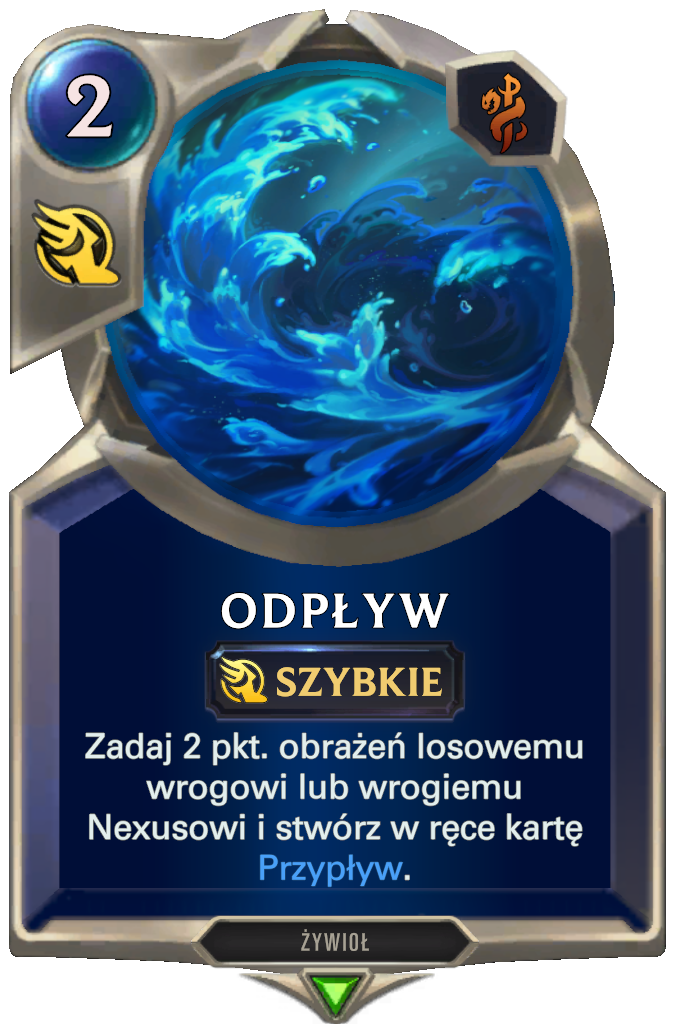 2
ODPŁYW
SZYBKIE
Zadaj 2 pkt. obrażeń losowemu
wrogowi lub wrogiemu
Nexusowi i stwórz w ręce kartę
Przypływ.
ŻYWIOŁ